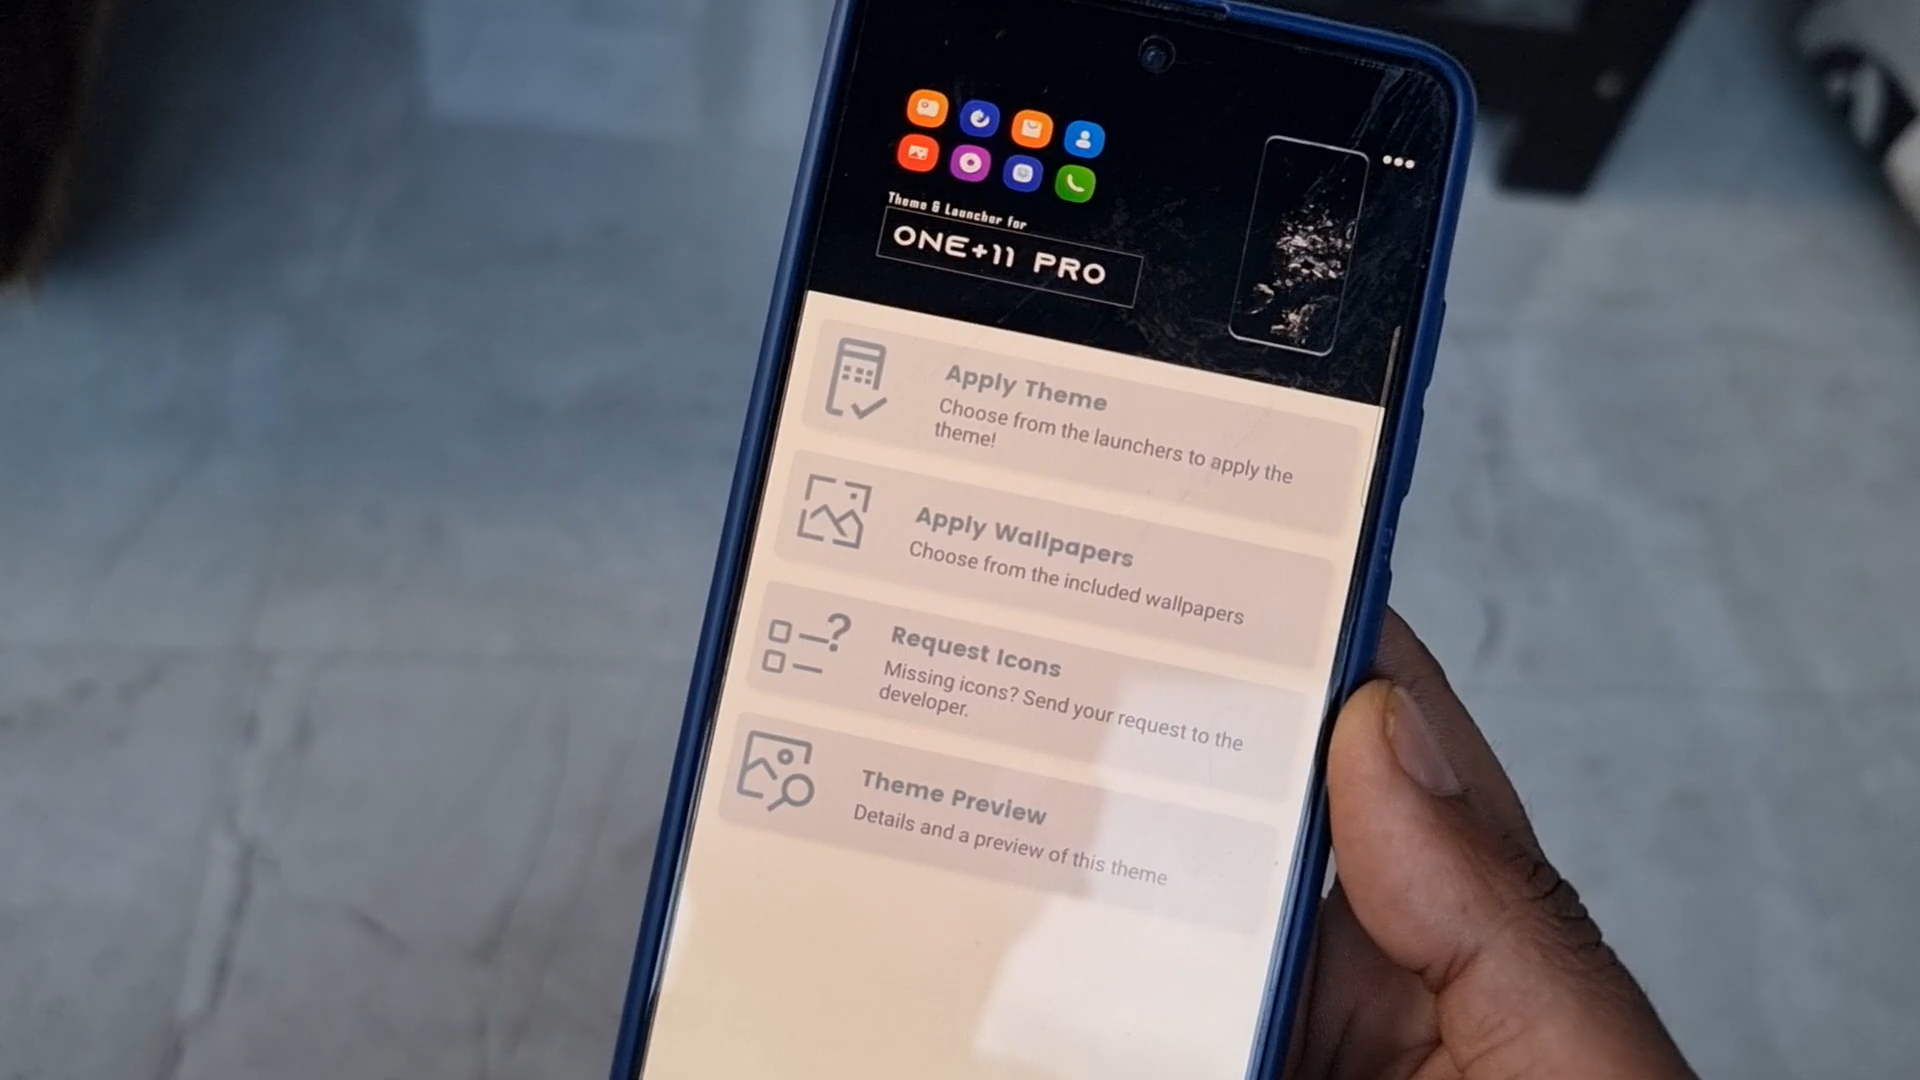 Theme & Launcher for
ONE+11 PRO
Apply Theme
Choose from the launchers to apply the
theme!
Apply Wallpapers
Choose from the included wallpapers
Request Icons
Missing icons? Send your request to the
developer.
Theme Preview
Details and a preview of this theme